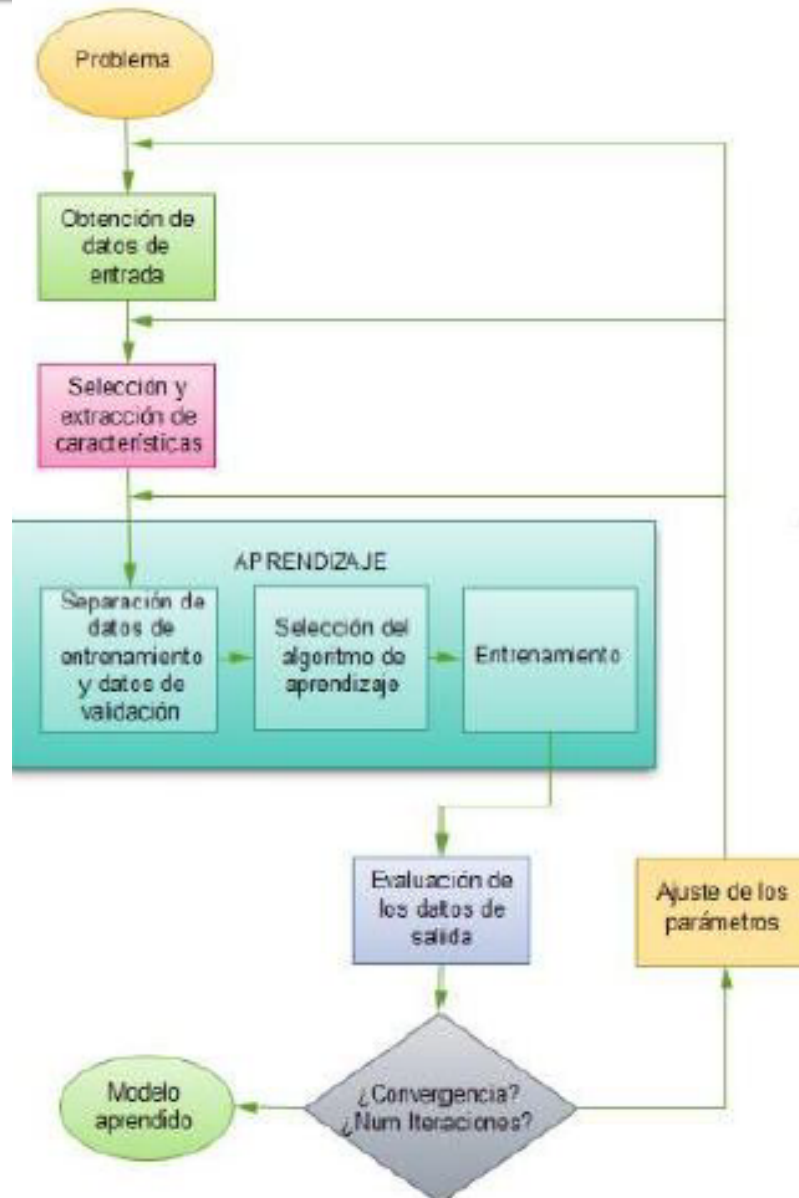 Problema
Obtención de
datos de
entrada
Selección y
extracción de
características
APRENDIZAJE
Separación de
datos de
entrenamiento
y datos de
validación
Selección del
algoritmo de
aprendizaje
Entrenamiento
Evaluación de
los datos de
salida
Ajuste de los
parámetros
¿Convergencia?
¿Num Iteraciones?
Modelo
aprendido